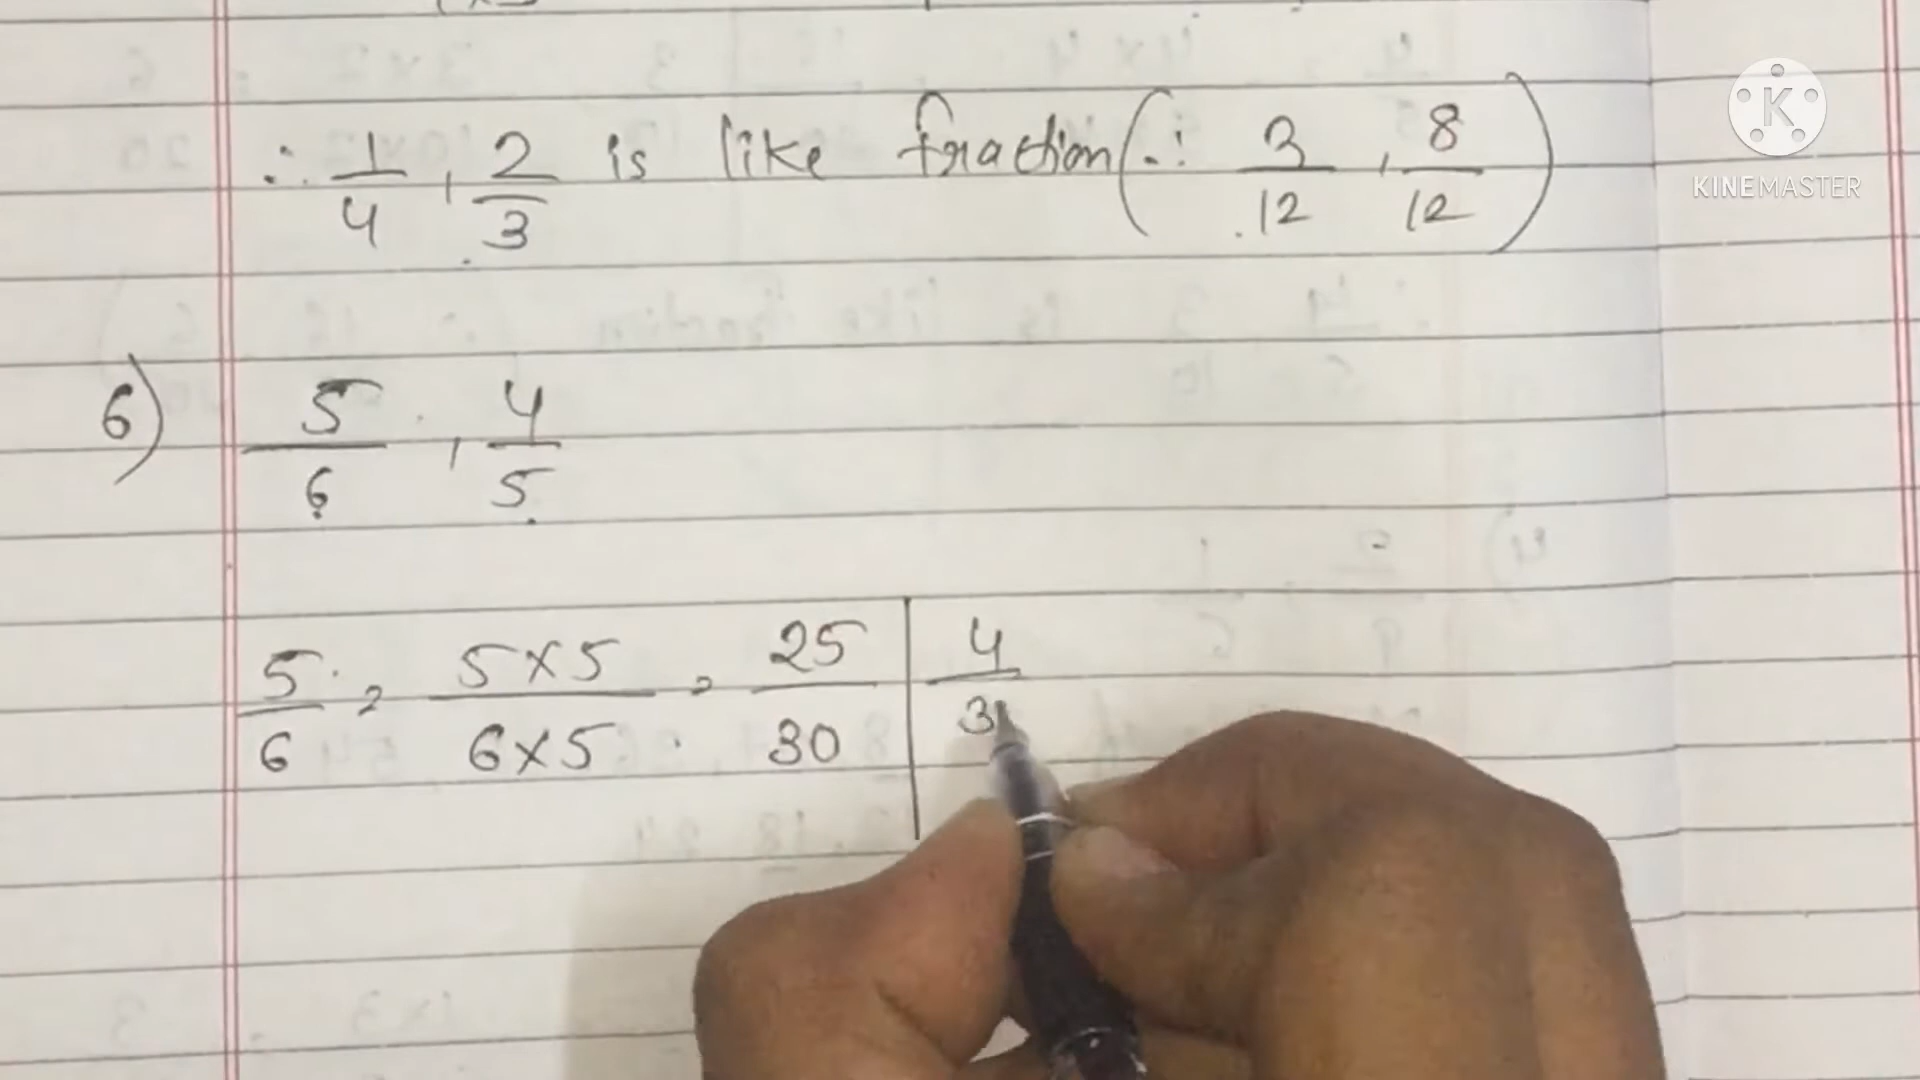 ∴ 1/4 , 2/3 is like fraction (∵ 3/12 , 8/12)
KINEMASTER
6) 5/6 , 4/5
5/6 = 5×5/6×5 = 25/30 | 4/3